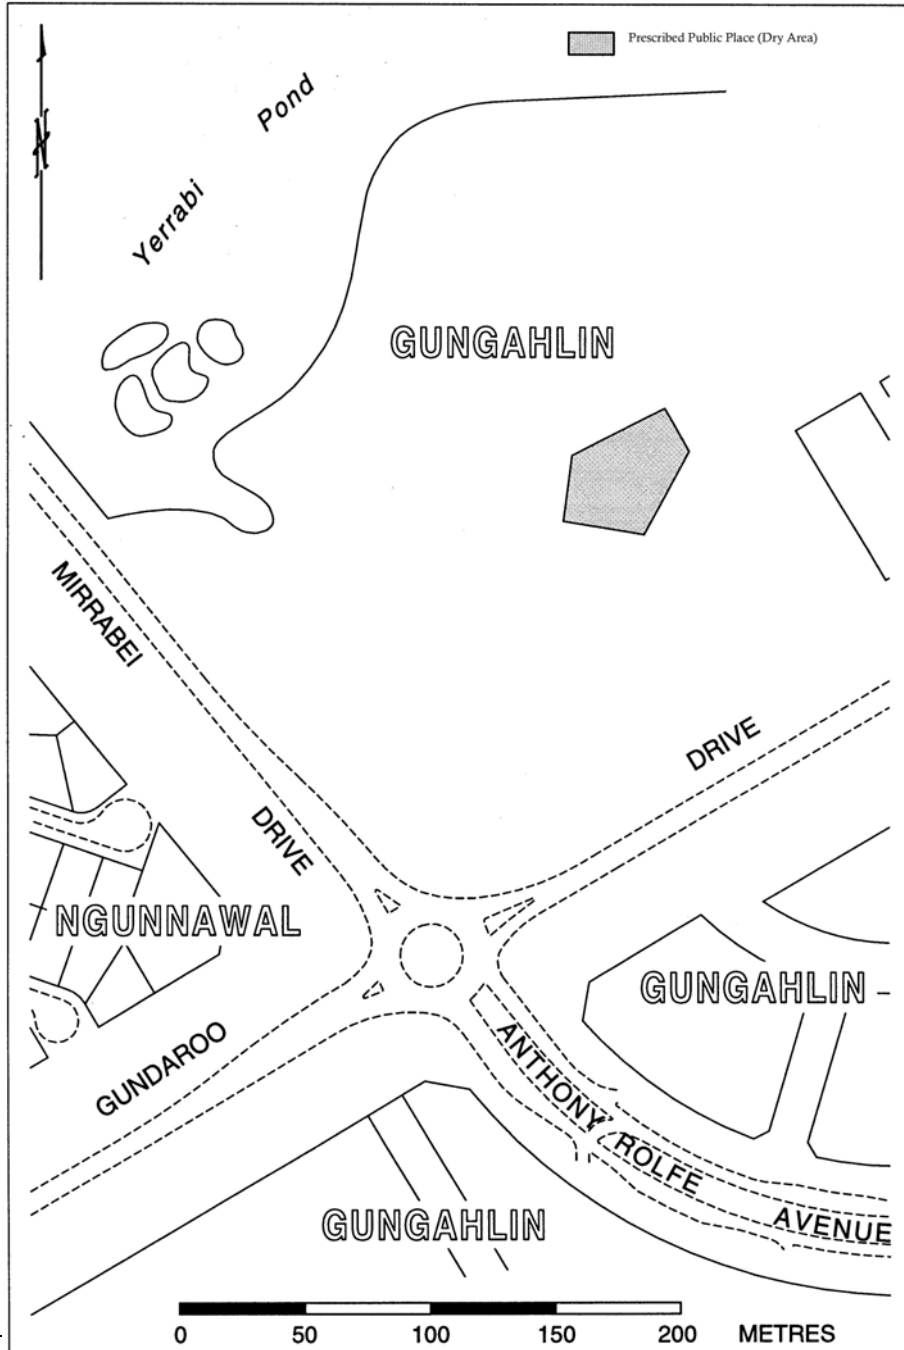 Prescribed Public Place (Dry Area)
N
Yerrabi Pond
GUNGAHLIN
MIRRABEI DRIVE
DRIVE
NGUNNAWAL
GUNGAHLIN
GUNDAROO
ANTHONY ROLFE AVENUE
GUNGAHLIN
0 50 100 150 200 METRES